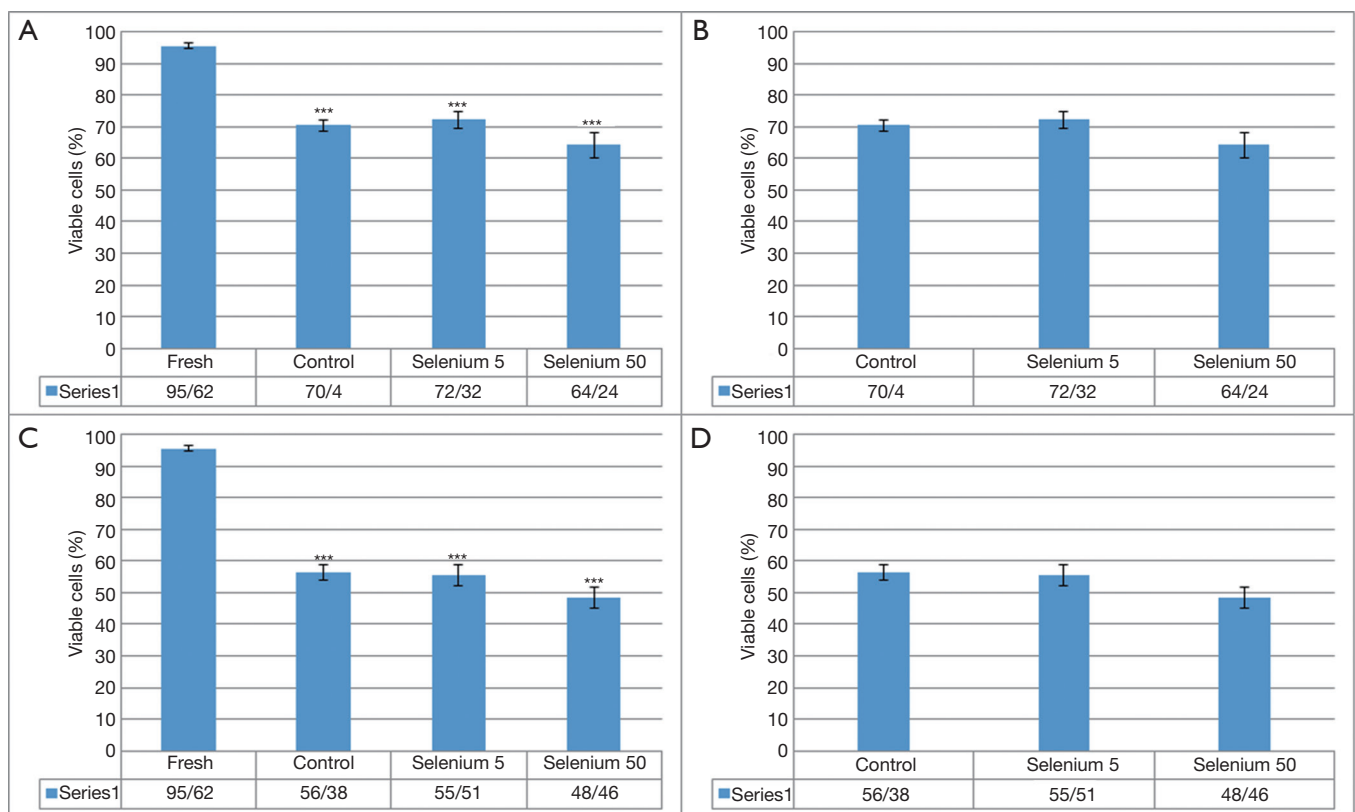 A
Viable cells (%)
100
90
80
70
60
50
40
30
20
10
0
***
***
***
Fresh Control Selenium 5 Selenium 50
Series1 95/62 70/4 72/32 64/24
B
Viable cells (%)
100
90
80
70
60
50
40
30
20
10
0
Control Selenium 5 Selenium 50
70/4 72/32 64/24
Series1
C
Viable cells (%)
100
90
80
70
60
50
40
30
20
10
0
***
***
***
Fresh Control Selenium 5 Selenium 50
Series1 95/62 56/38 55/51 48/46
D
Viable cells (%)
100
90
80
70
60
50
40
30
20
10
0
Control Selenium 5 Selenium 50
Series1 56/38 55/51 48/46